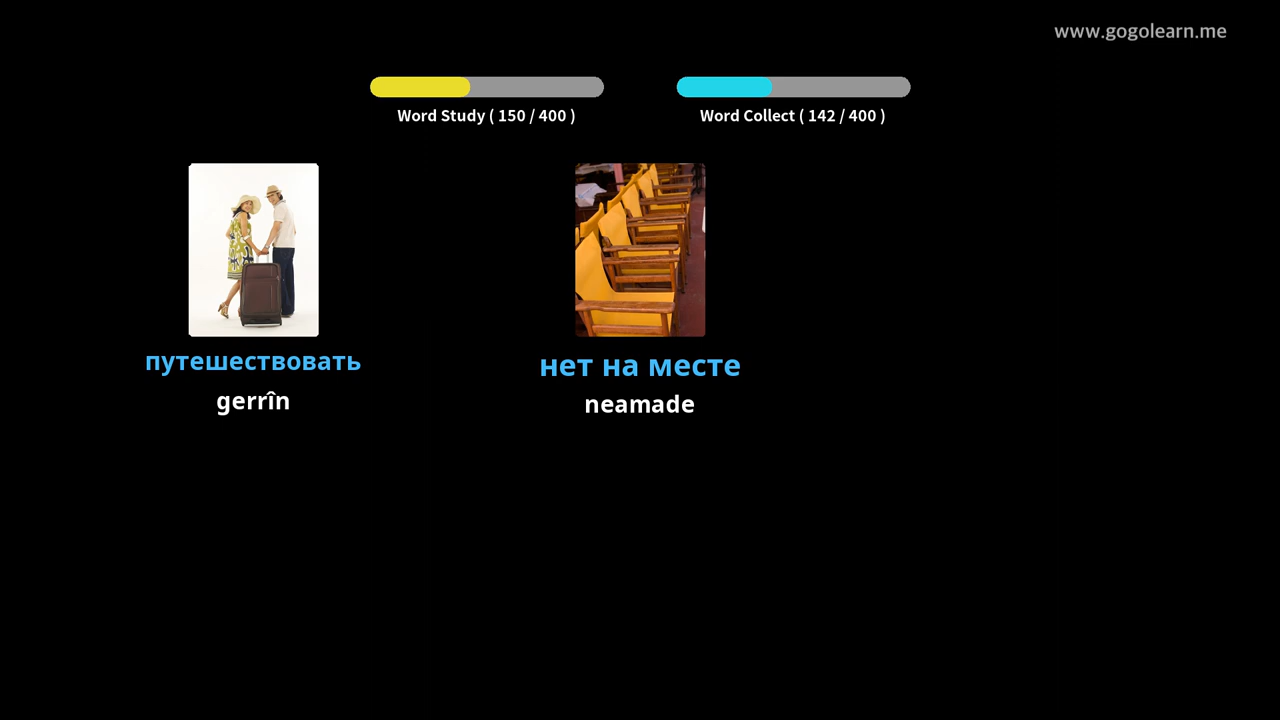 www.gogolearn.me
Word Study ( 150 / 400 )
Word Collect ( 142 / 400 )
путешествовать
gerrîn
нет на месте
neamade